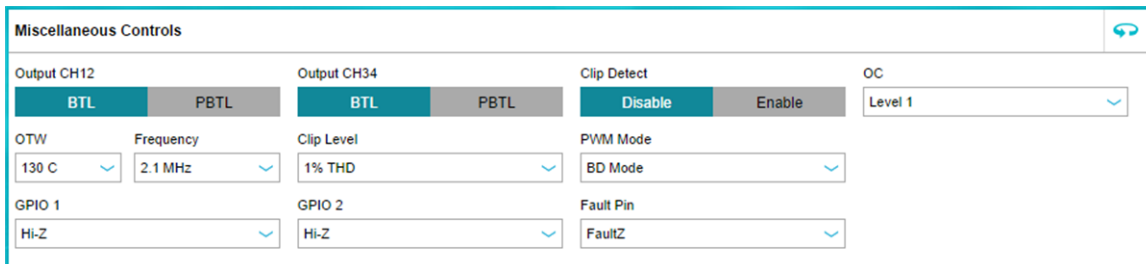 Miscellaneous Controls
Output CH12 Output CH34 Clip Detect OC
BTL PBTL BTL PBTL Disable Enable Level 1
OTW Frequency Clip Level PWM Mode
130 C 2.1 MHz 1% THD BD Mode
GPIO 1 GPIO 2 Fault Pin
Hi-Z Hi-Z FaultZ